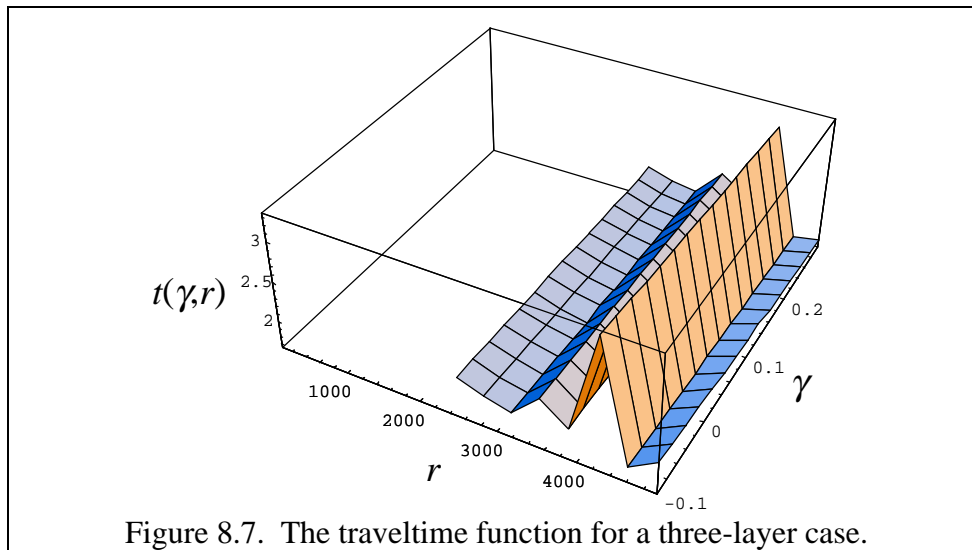 3
2.5
2
t(γ,r)
1000
2000
3000
4000
r
-0.1
0
0.1
0.2
γ
Figure 8.7. The traveltime function for a three-layer case.